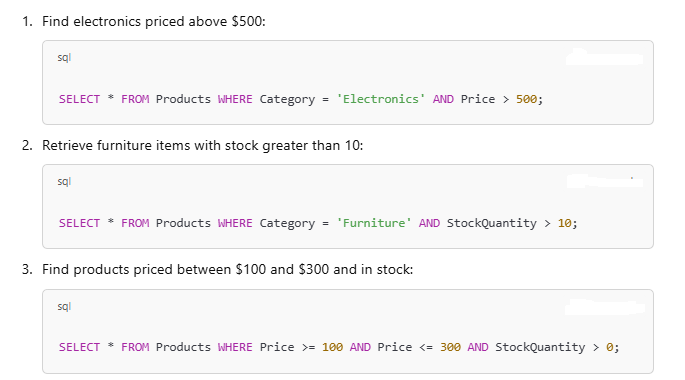 1. Find electronics priced above $500:
sql
SELECT * FROM Products WHERE Category = 'Electronics' AND Price > 500;
2. Retrieve furniture items with stock greater than 10:
sql
SELECT * FROM Products WHERE Category = 'Furniture' AND StockQuantity > 10;
3. Find products priced between $100 and $300 and in stock:
sql
SELECT * FROM Products WHERE Price >= 100 AND Price <= 300 AND StockQuantity > 0;